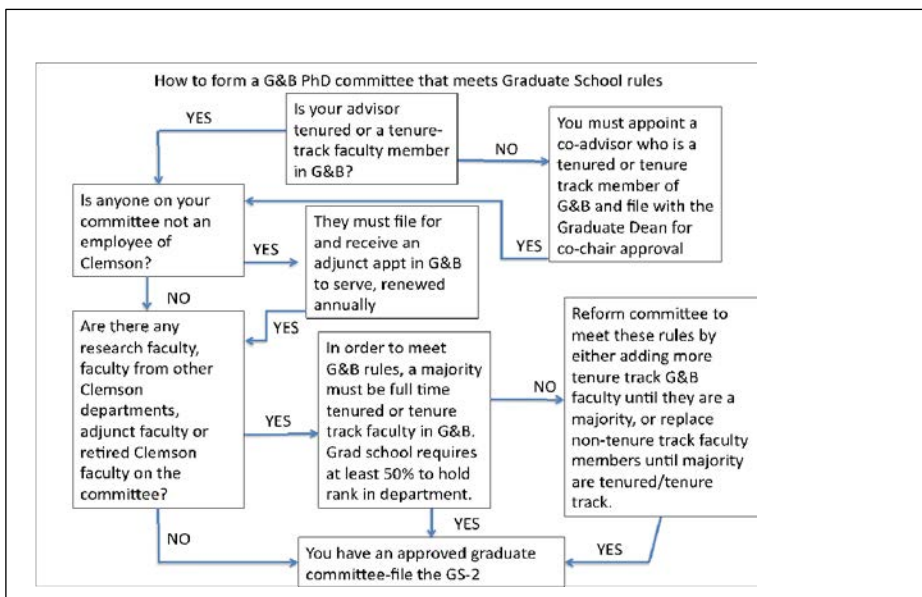 How to form a G&B PhD committee that meets Graduate School rules
YES
Is your advisor
tenured or a tenure-
track faculty member
in G&B?
NO
You must appoint a
co-advisor who is a
tenured or tenure
track member of
G&B and file with the
Graduate Dean for
co-chair approval
YES
Is anyone on your
committee not an
employee of
Clemson?
YES
They must file for
and receive an
adjunct appt in G&B
to serve, renewed
annually
NO
YES
Are there any
research faculty,
faculty from other
Clemson
departments,
adjunct faculty or
retired Clemson
faculty on the
committee?
YES
In order to meet
G&B rules, a majority
must be full time
tenured or tenure
track faculty in G&B.
Grad school requires
at least 50% to hold
rank in department.
NO
Reform committee to
meet these rules by
either adding more
tenure track G&B
faculty until they are a
majority, or replace
non-tenure track faculty
members until majority
are tenured/tenure
track.
NO
YES
YES
You have an approved graduate
committee-file the GS-2